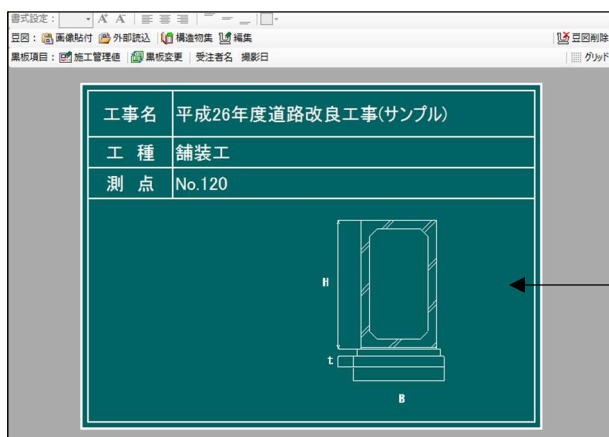 書式設定： A A
豆図： 画像貼付 外部読込 構造物集 編集 豆図削除
黒板項目： 施工管理値 黒板変更 受注者名 撮影日 グリッド
工事名 平成26年度道路改良工事(サンプル)
工 種 舗装工
測 点 No.120
H
t
B